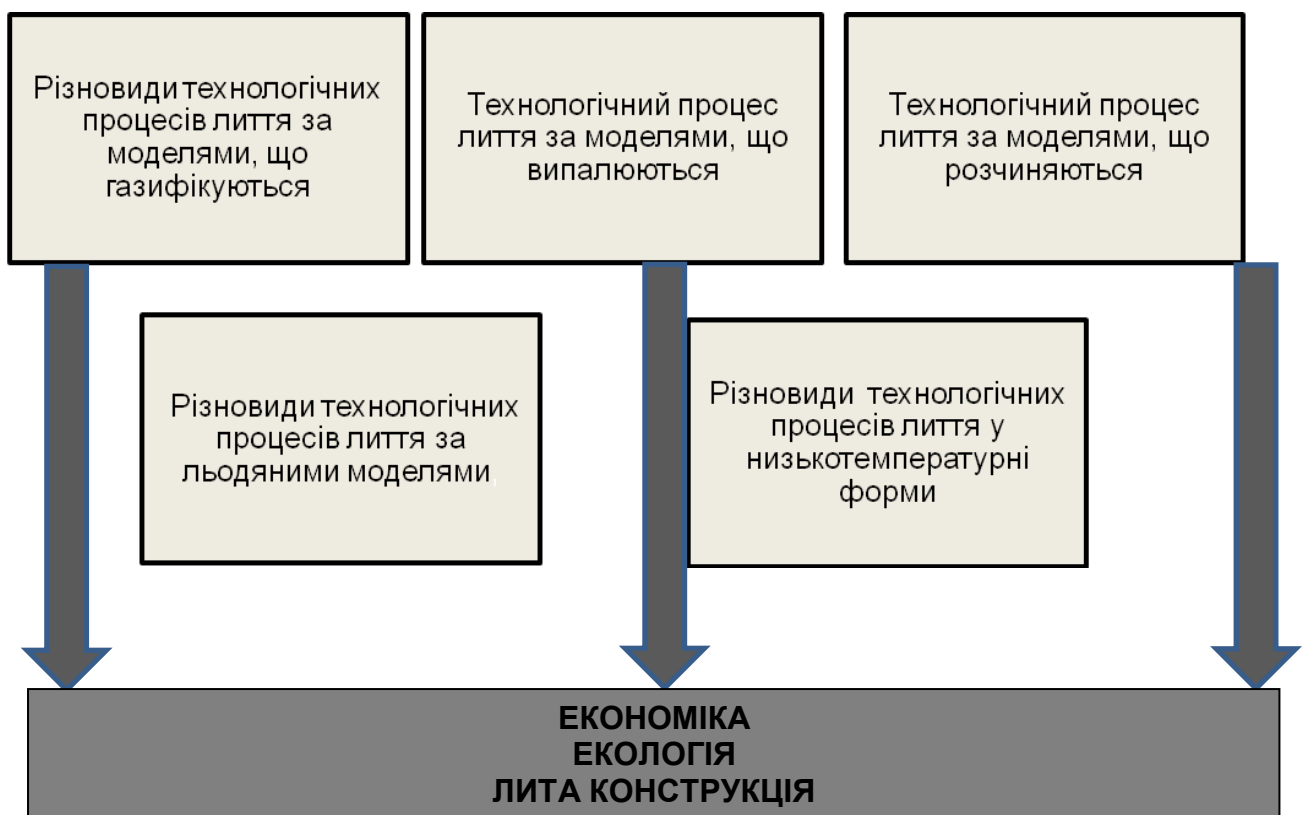 Різновиди технологічних
процесів лиття за
моделями, що
газифікуються
Технологічний процес
лиття за моделями, що
випалюються
Технологічний процес
лиття за моделями, що
розчиняються
Різновиди технологічних
процесів лиття за
льодяними моделями,
Різновиди технологічних
процесів лиття у
низькотемпературні
форми
ЕКОНОМІКА
ЕКОЛОГІЯ
ЛИТА КОНСТРУКЦІЯ